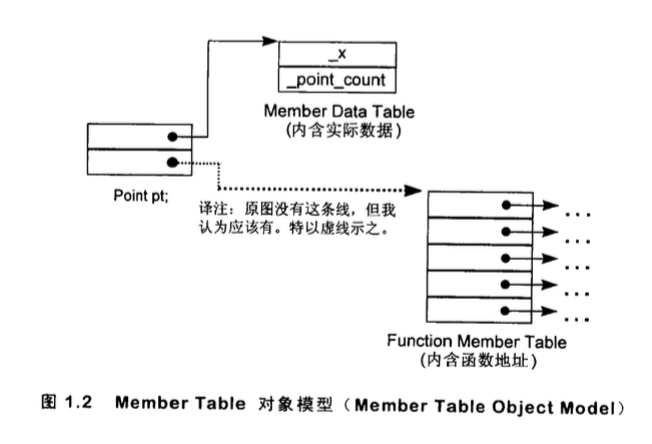 _x
_point_count
Member Data Table
(内含实际数据)
Point pt;
译注：原图没有这条线，但我
认为应该有。特以虚线示之。
...
...
...
...
...
Function Member Table
(内含函数地址)
图 1.2 Member Table 对象模型（Member Table Object Model）